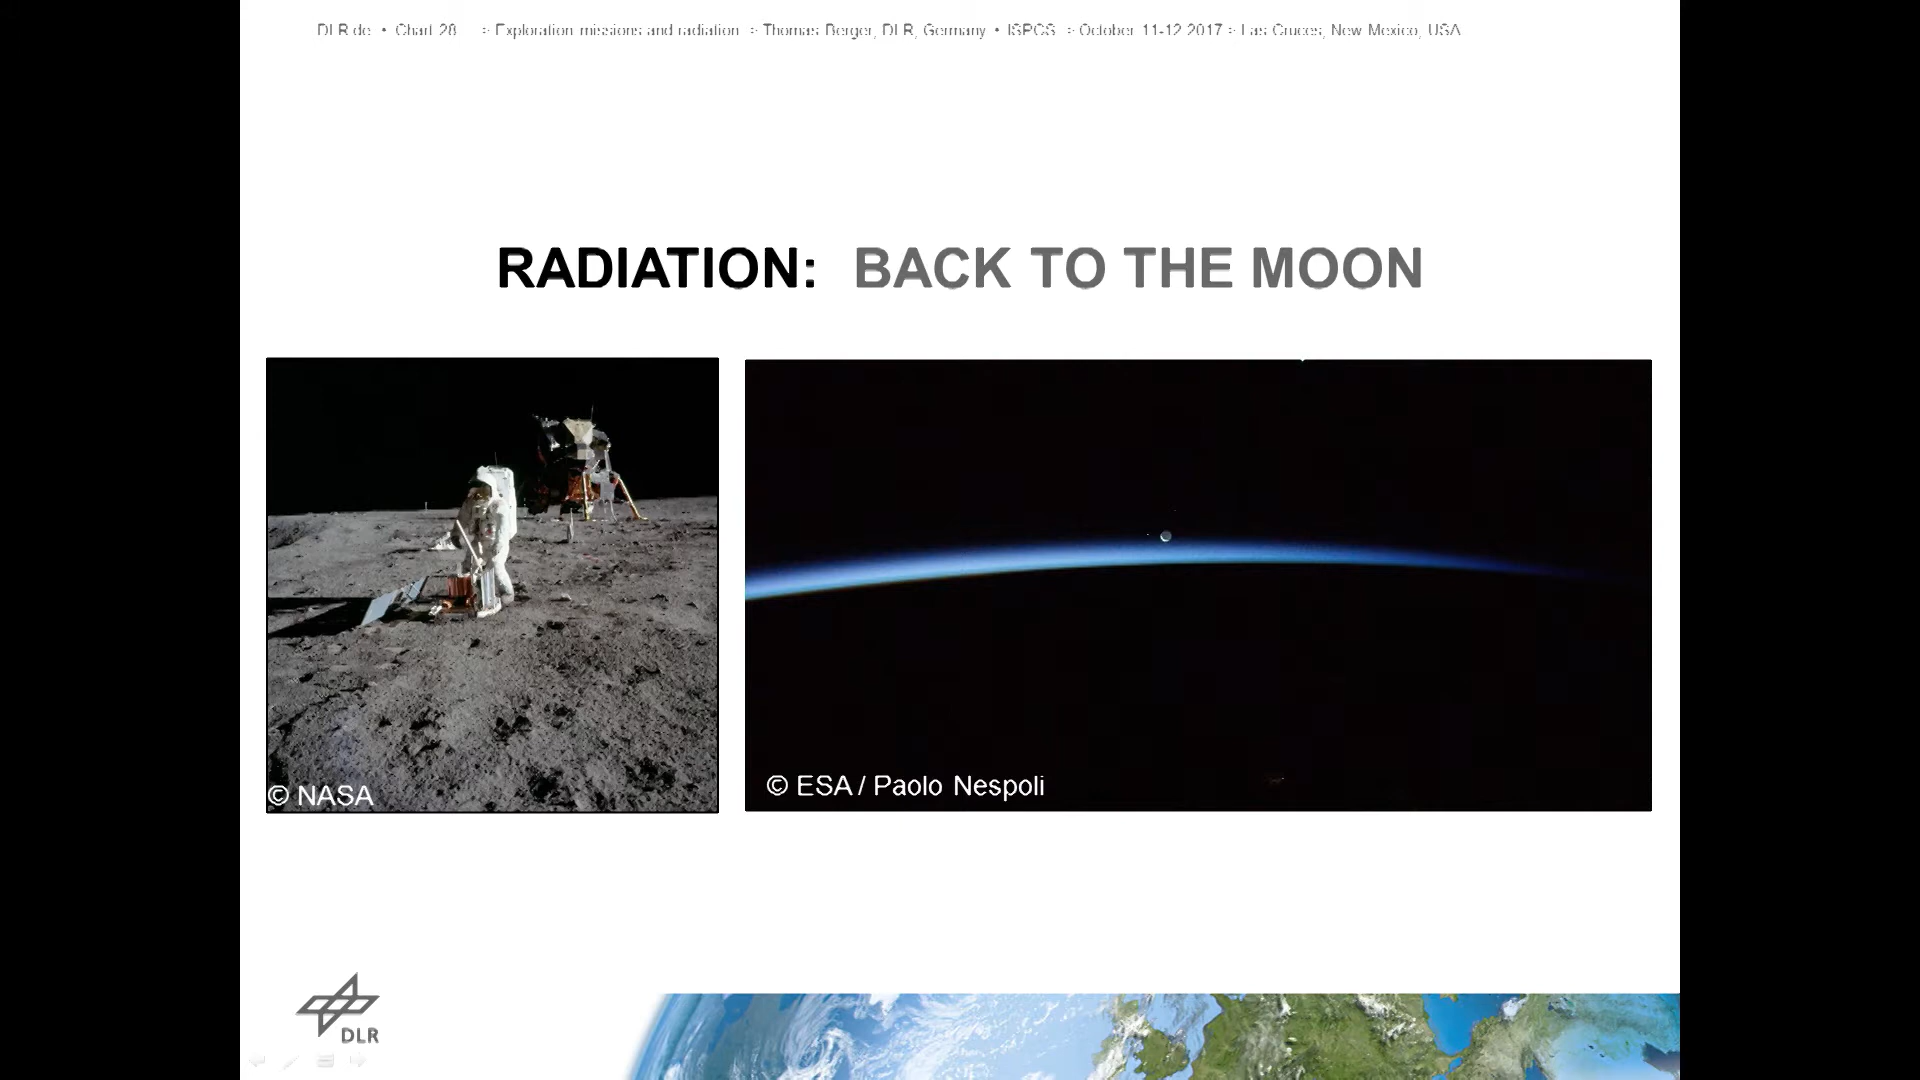 DLR.de • Chart 28 > Exploration missions and radiation > Thomas Berger, DLR, Germany • ISPCS > October 11-12 2017 > Las Cruces, New Mexico, USA
RADIATION: BACK TO THE MOON
© NASA
© ESA / Paolo Nespoli
DLR